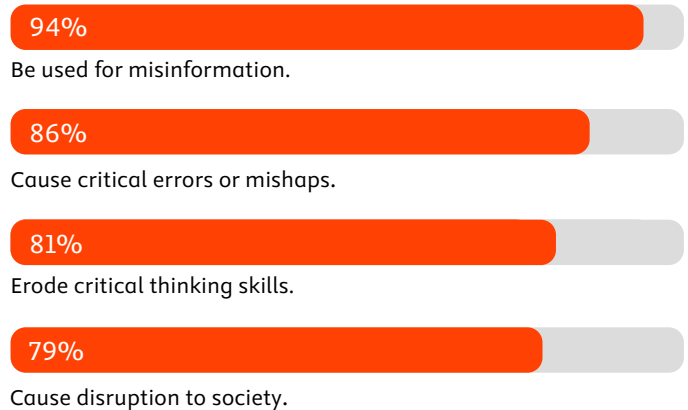 94%
Be used for misinformation.
86%
Cause critical errors or mishaps.
81%
Erode critical thinking skills.
79%
Cause disruption to society.